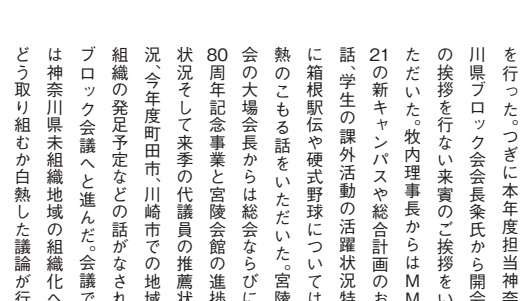 を行った。つぎに本年度担当神奈
川県ブロック会会長粂氏から開会
の挨拶を行ない来賓のご挨拶をい
ただいた。牧内理事長からはMM
21の新キャンパスや総合計画のお
話、学生の課外活動の活躍状況特
に箱根駅伝や硬式野球については
熱のこもる話をいただいた。宮陵
会の大場会長からは総会ならびに
80周年記念事業と宮陵会館の進捗
状況そして来季の代議員の推薦状
況、今年度町田市、川崎市での地域
組織の発足予定などの話がなされ
ブロック会議へと進んだ。会議で
は神奈川県未組織地域の組織化へ
どう取り組むか白熱した議論が行